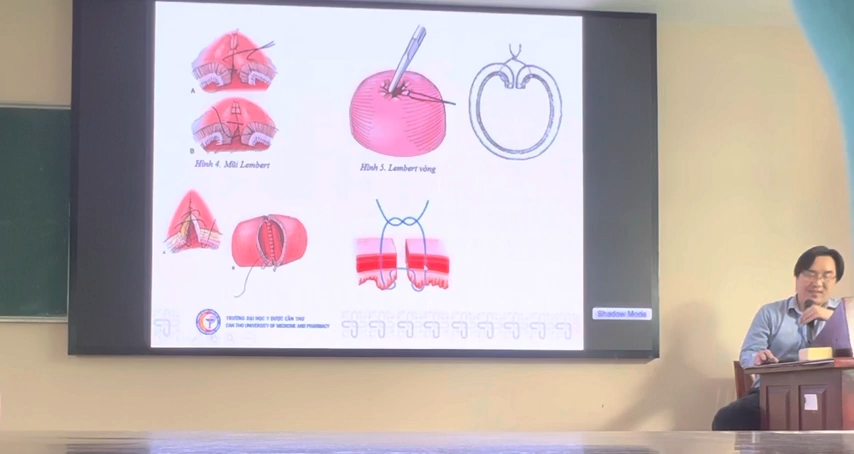 A
B
Hình 4. Mũi Lembert
Hình 5. Lembert vòng
TRƯỜNG ĐẠI HỌC Y DƯỢC CẦN THƠ
CAN THO UNIVERSITY OF MEDICINE AND PHARMACY
Shadow Mode